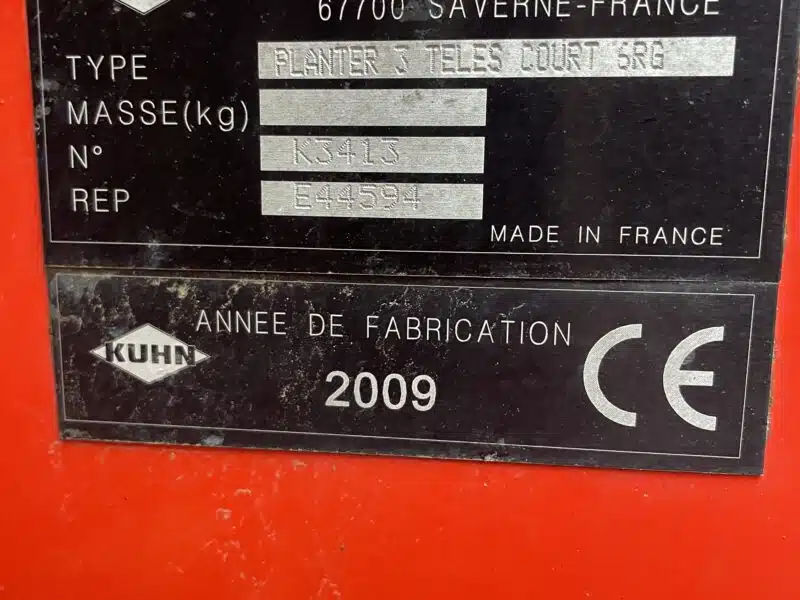 67700 SAVERNE-FRANCE
TYPE PLANTER 3 TELES COURT 6RG
MASSE(kg)
N° K3413
REP E44594
MADE IN FRANCE
KUHN
ANNEE DE FABRICATION
2009
CE